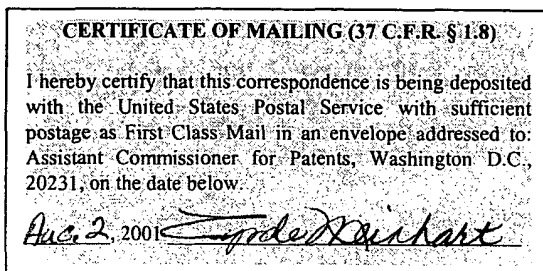 CERTIFICATE OF MAILING (37 C.F.R. § 1.8)
I hereby certify that this correspondence is being deposited
with the United States Postal Service with sufficient
postage as First Class Mail in an envelope addressed to:
Assistant Commissioner for Patents, Washington D.C.,
20231, on the date below.
Aug. 2, 2001